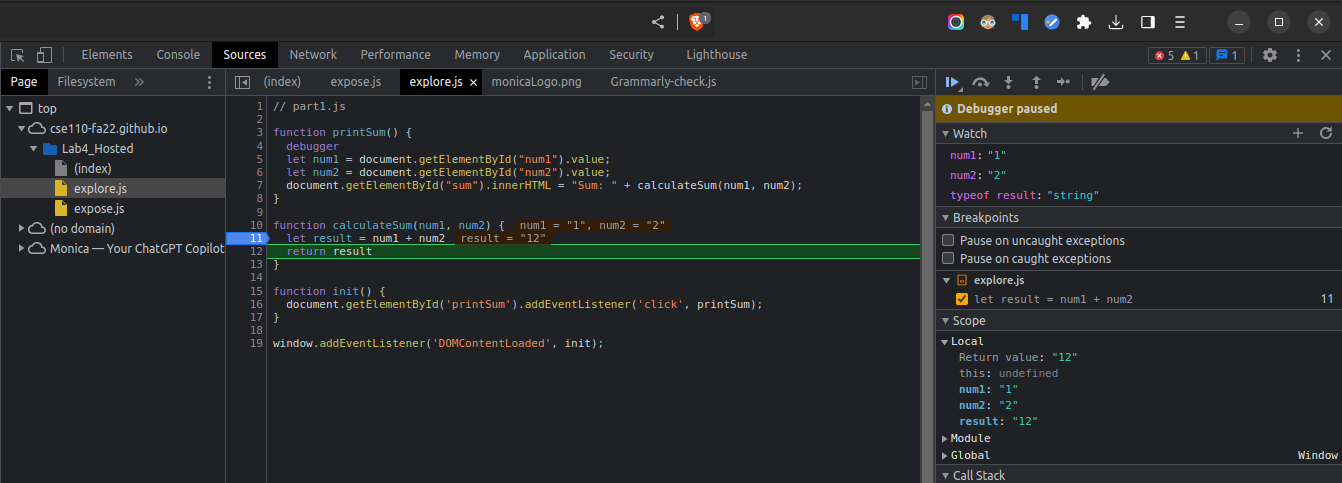 1
Elements Console Sources Network Performance Memory Application Security Lighthouse 5 1 1
Page Filesystem »
top
cse110-fa22.github.io
Lab4_Hosted
(index)
explore.js
expose.js
(no domain)
Monica — Your ChatGPT Copilot
(index) expose.js explore.js × monicaLogo.png Grammarly-check.js
1 // part1.js
2
3 function printSum() {
4 debugger
5 let num1 = document.getElementById("num1").value;
6 let num2 = document.getElementById("num2").value;
7 document.getElementById("sum").innerHTML = "Sum: " + calculateSum(num1, num2);
8 }
9
10 function calculateSum(num1, num2) { num1 = "1", num2 = "2"
11 let result = num1 + num2 result = "12"
12 return result
13 }
14
15 function init() {
16 document.getElementById('printSum').addEventListener('click', printSum);
17 }
18
19 window.addEventListener('DOMContentLoaded', init);
Debugger paused
Watch
num1: "1"
num2: "2"
typeof result: "string"
Breakpoints
Pause on uncaught exceptions
Pause on caught exceptions
explore.js
let result = num1 + num2 11
Scope
Local
Return value: "12"
this: undefined
num1: "1"
num2: "2"
result: "12"
Module
Global Window
Call Stack